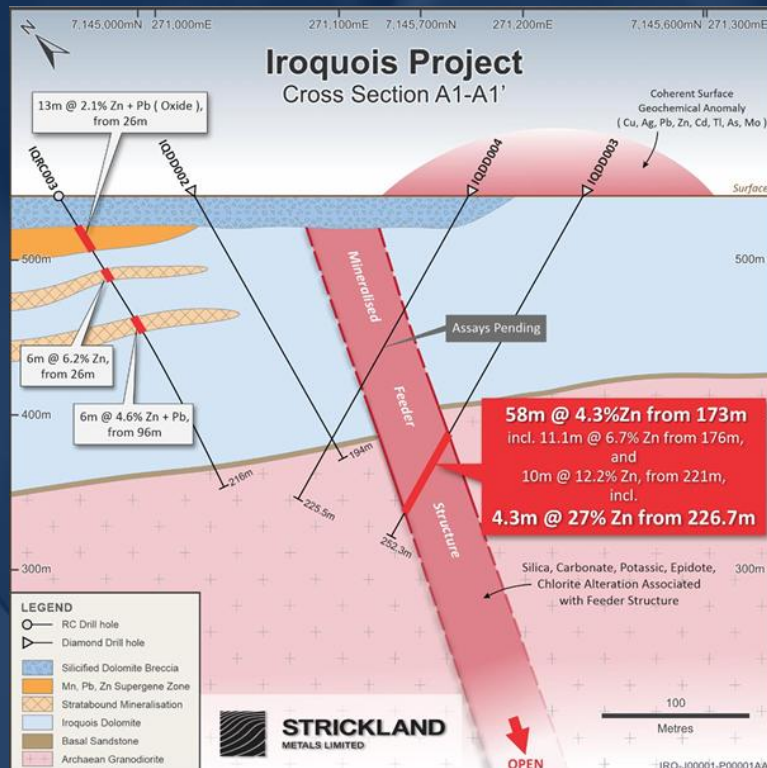 N
7,145,000mN
271,000mE
271,100mE
7,145,700mN
271,200mE
7,145,600mN
271,300mE
Iroquois Project
Cross Section A1-A1'
13m @ 2.1% Zn + Pb ( Oxide ),
from 26m
Coherent Surface
Geochemical Anomaly
( Cu, Ag, Pb, Zn, Cd, Tl, As, Mo )
IQRC003
IQDD002
IQDD004
IQDD003
Surface
500m
500m
Mineralised
Feeder
Structure
Assays Pending
6m @ 6.2% Zn,
from 26m
400m
6m @ 4.6% Zn + Pb,
from 96m
58m @ 4.3%Zn from 173m
incl. 11.1m @ 6.7% Zn from 176m,
and
10m @ 12.2% Zn, from 221m,
incl.
4.3m @ 27% Zn from 226.7m
194m
216m
225.5m
252.3m
300m
300m
Silica, Carbonate, Potassic, Epidote,
Chlorite Alteration Associated
with Feeder Structure
LEGEND
RC Drill hole
Diamond Drill hole
Silicified Dolomite Breccia
Mn, Pb, Zn Supergene Zone
Stratabound Mineralisation
Iroquois Dolomite
Basal Sandstone
Archaean Granodiorite
STRICKLAND
METALS LIMITED
100
Metres
OPEN
IRO-J00001-P00001AA